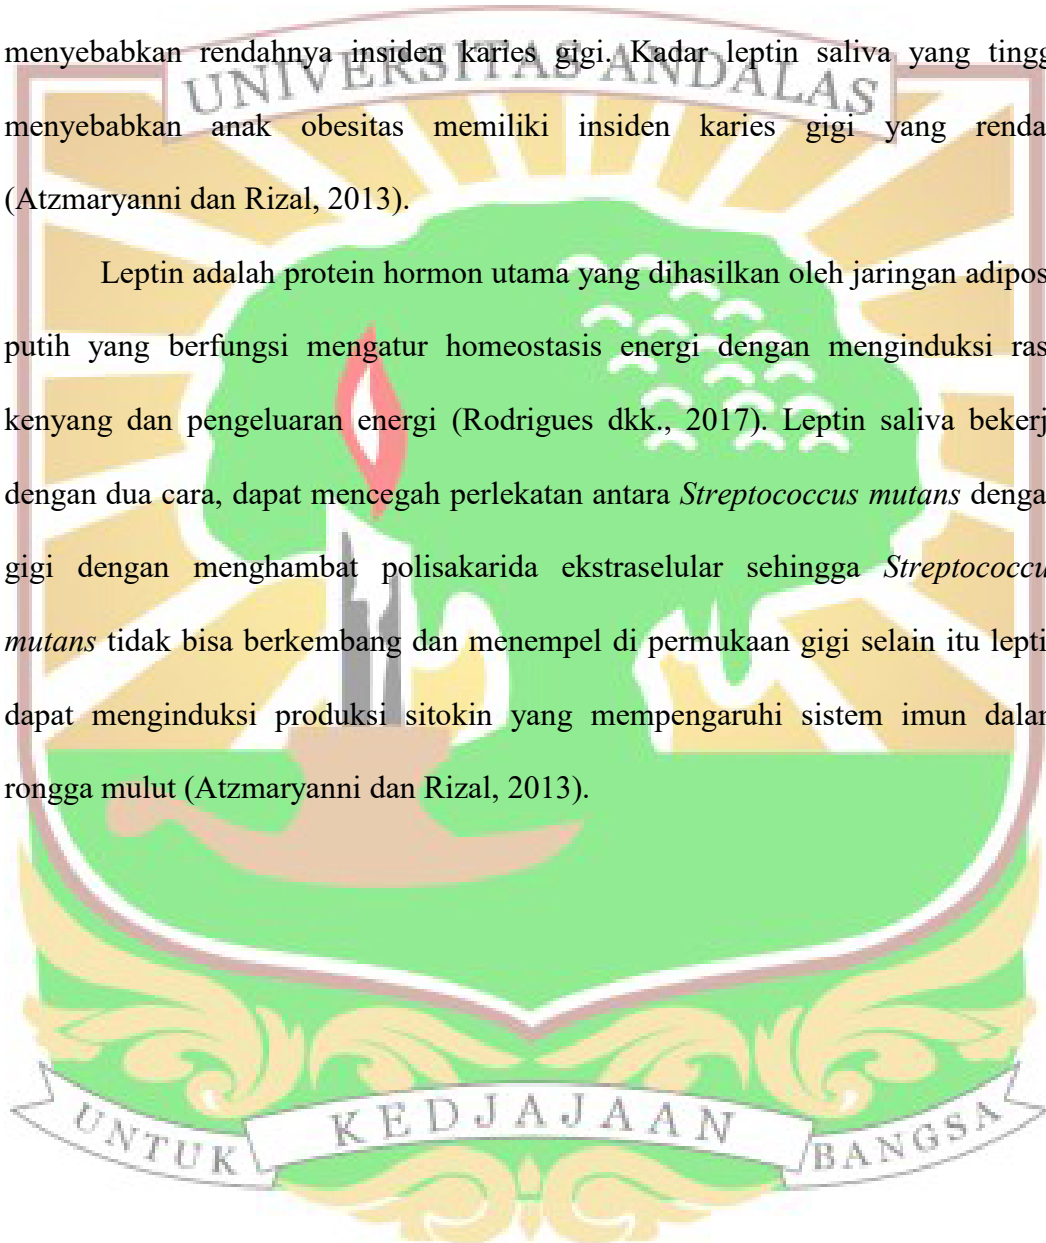 menyebabkan rendahnya insiden karies gigi. Kadar leptin saliva yang tingg
UNIVERSITAS ANDALAS
menyebabkan anak obesitas memiliki insiden karies gigi yang renda
(Atzmaryanni dan Rizal, 2013).
Leptin adalah protein hormon utama yang dihasilkan oleh jaringan adipos
putih yang berfungsi mengatur homeostasis energi dengan menginduksi ras
kenyang dan pengeluaran energi (Rodrigues dkk., 2017). Leptin saliva bekerj
dengan dua cara, dapat mencegah perlekatan antara Streptococcus mutans denga
gigi dengan menghambat polisakarida ekstraselular sehingga Streptococcu
mutans tidak bisa berkembang dan menempel di permukaan gigi selain itu lepti
dapat menginduksi produksi sitokin yang mempengaruhi sistem imun dalam
rongga mulut (Atzmaryanni dan Rizal, 2013).
UNTUK KEDJAJAAN BANGSA